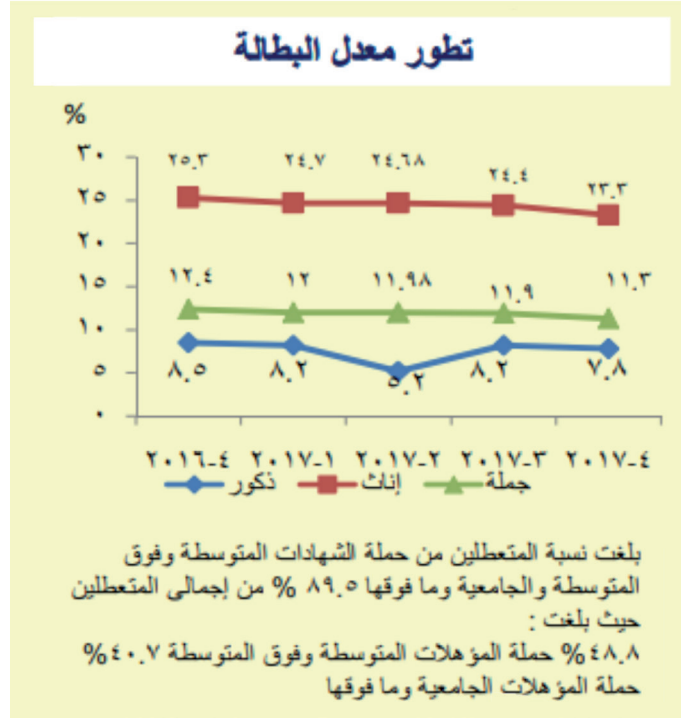 تطور معدل البطالة
%
٣٠
٢٥
٢٠
١٥
١٠
٥
٠
٢٥.٣ ٢٤.٧ ٢٤.٦٨ ٢٤.٤ ٢٣.٣
١٢.٤ ١٢ ١١.٩٨ ١١.٩ ١١.٣
٨.٥ ٨.٢ ٥.٢ ٨.٢ ٧.٨
٢٠١٦-٤ ٢٠١٧-١ ٢٠١٧-٢ ٢٠١٧-٣ ٢٠١٧-٤
ذكور إناث جملة
بلغت نسبة المتعطلين من حملة الشهادات المتوسطة وفوق
المتوسطة والجامعية وما فوقها ٨٩.٥ % من إجمالى المتعطلين
حيث بلغت :
٤٨.٨% حملة المؤهلات المتوسطة وفوق المتوسطة ٤٠.٧%
حملة المؤهلات الجامعية وما فوقها